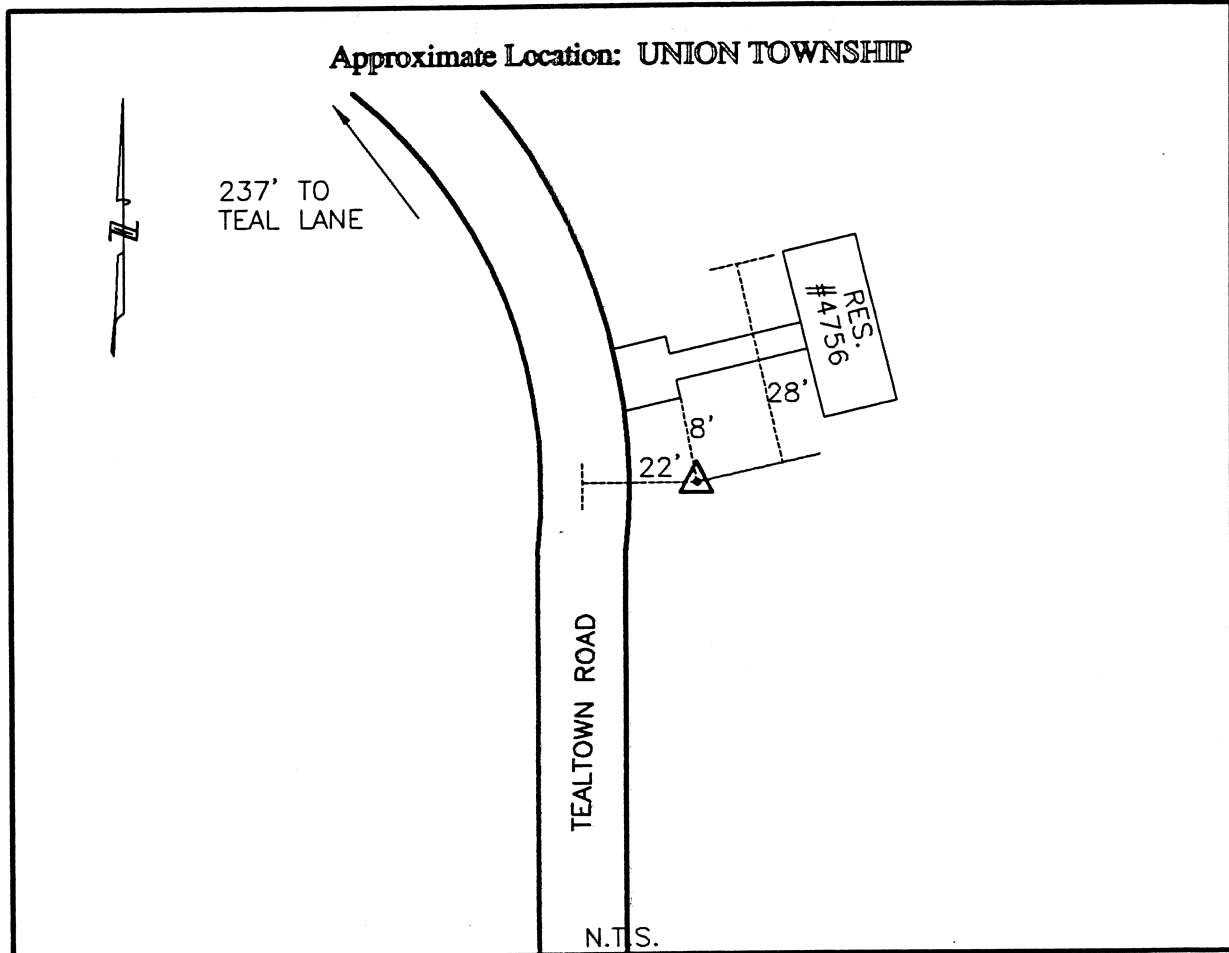 Approximate Location: UNION TOWNSHIP
237' TO
TEAL LANE
N
RES.
#4756
28'
8'
22'
TEALTOWN ROAD
N.T.S.